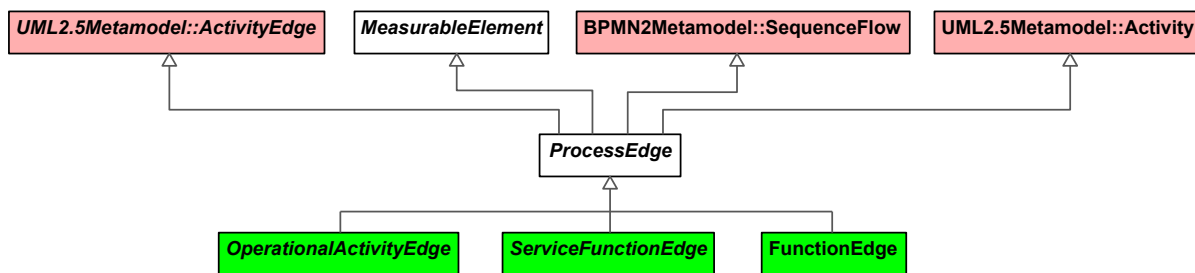 UML2.5Metamodel::ActivityEdge
MeasurableElement
BPMN2Metamodel::SequenceFlow
UML2.5Metamodel::Activity
ProcessEdge
OperationalActivityEdge
ServiceFunctionEdge
FunctionEdge